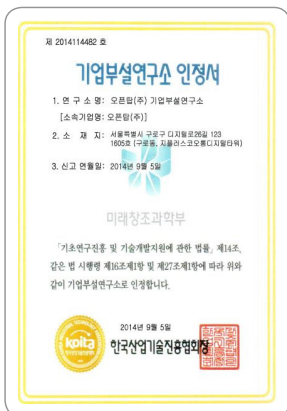 제 2014114482 호
기업부설연구소 인정서
1. 연 구 소 명: 오픈탑(주) 기업부설연구소
[소속기업명: 오픈탑(주)]
2. 소 재 지: 서울특별시 구로구 디지털로26길 123
1605호 (구로동, 지플러스코오롱디지털타워)
3. 신고 연월일: 2014년 9월 5일
미래창조과학부
「기초연구진흥 및 기술개발지원에 관한 법률」제14조,
같은 법 시행령 제16조제1항 및 제27조제1항에 따라 위와
같이 기업부설연구소로 인정합니다.
2014년 9월 5일
한국산업기술진흥협회장
kpita